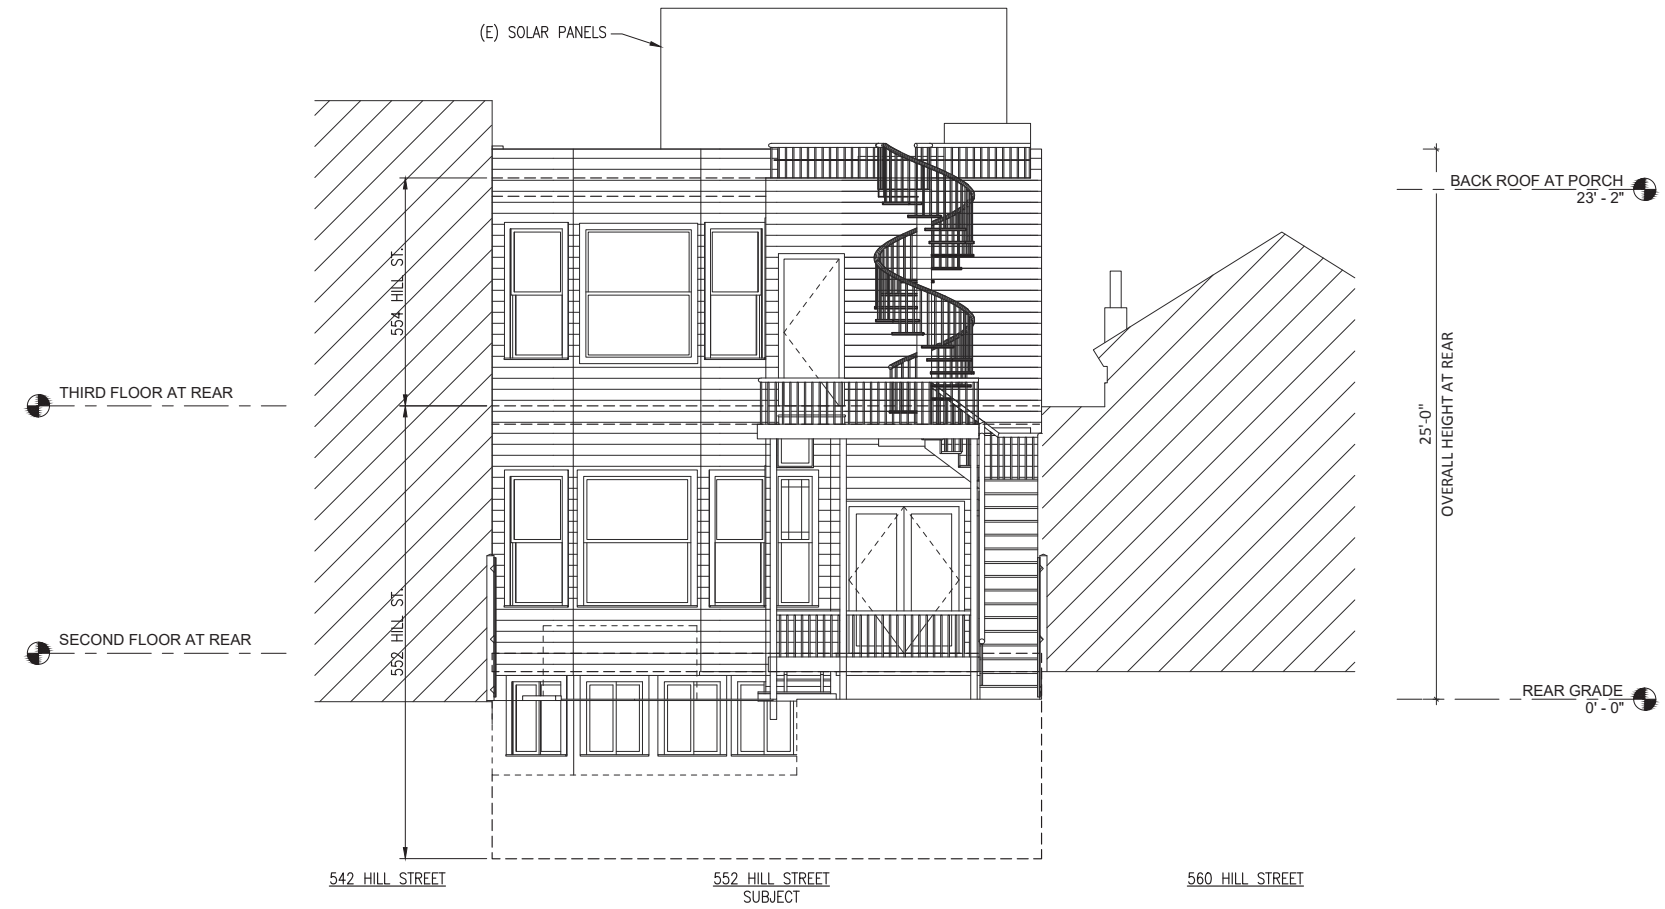 (E) SOLAR PANELS
BACK ROOF AT PORCH
23' - 2"
554 HILL ST.
THIRD FLOOR AT REAR
25'-0"
OVERALL HEIGHT AT REAR
552 HILL ST.
SECOND FLOOR AT REAR
REAR GRADE
0' - 0"
542 HILL STREET
552 HILL STREET
SUBJECT
560 HILL STREET